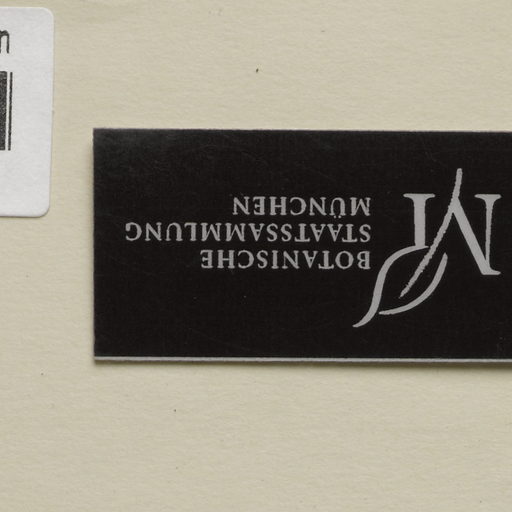 BOTANISCHE
STAATSSAMMLUNG
MÜNCHEN
M
n